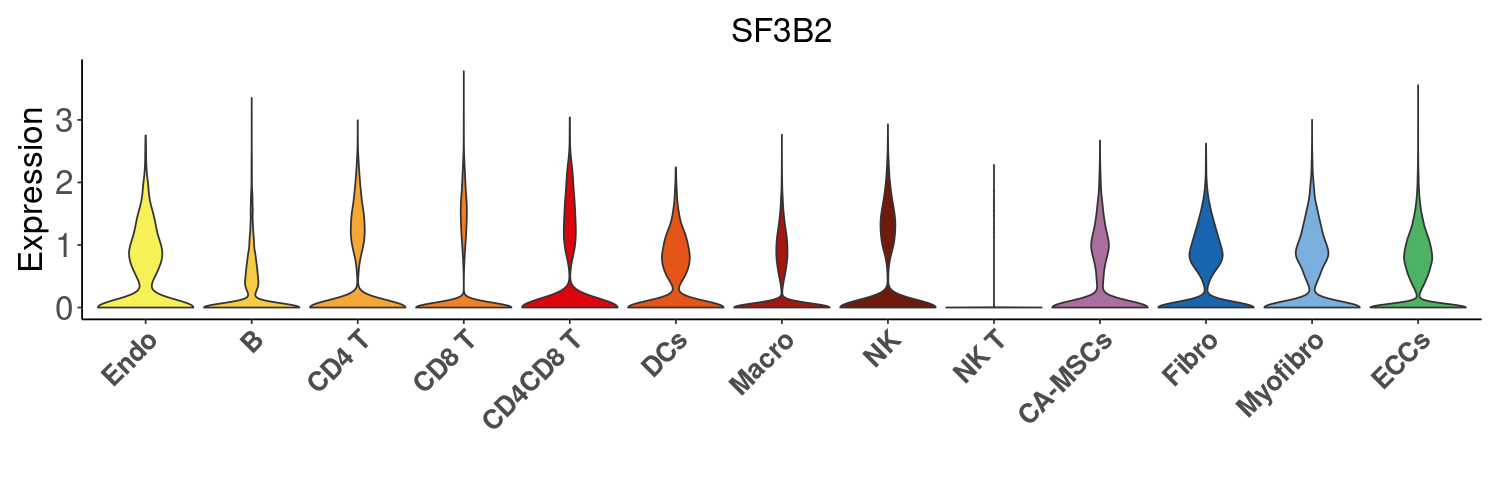 SF3B2
Expression
3
2
1
0
Endo
B
CD4 T
CD8 T
CD4CD8 T
DCs
Macro
NK
NK T
CA-MSCs
Fibro
Myofibro
ECCs